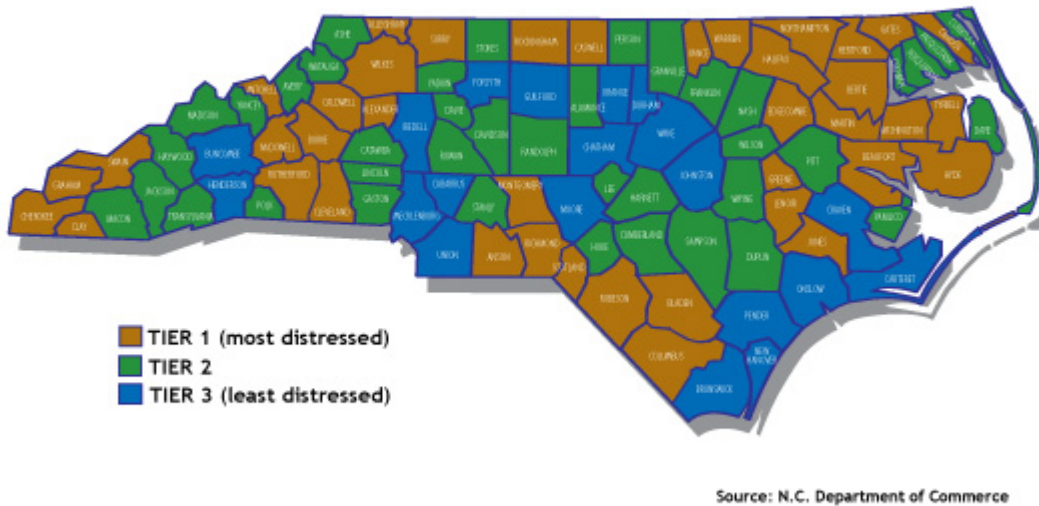 ALLEGHANY
ASHE
SURRY
STOKES
ROCKINGHAM
CASWELL
PERSON
VANCE
WARREN
NORTHAMPTON
GATES
HERTFORD
HALIFAX
GRANVILLE
WATAUGA
WILKES
YADKIN
FORSYTH
GUILFORD
ALAMANCE
ORANGE
DURHAM
FRANKLIN
NASH
EDGECOMBE
BERTIE
MARTIN
WASHINGTON
TYRRELL
DARE
MITCHELL
AVERY
YANCEY
MADISON
CALDWELL
ALEXANDER
IREDELL
DAVIE
DAVIDSON
RANDOLPH
CHATHAM
WAKE
WILSON
PITT
BEAUFORT
HYDE
SWAIN
HAYWOOD
BUNCOMBE
MCDOWELL
BURKE
CATAWBA
ROWAN
LINCOLN
JOHNSTON
GREENE
GRAHAM
CHEROKEE
CLAY
MACON
JACKSON
TRANSYLVANIA
HENDERSON
POLK
RUTHERFORD
CLEVELAND
GASTON
MECKLENBURG
CABARRUS
STANLY
MONTGOMERY
MOORE
LEE
HARNETT
WAYNE
LENOIR
CRAVEN
PAMLICO
UNION
ANSON
RICHMOND
SCOTLAND
HOKE
CUMBERLAND
SAMPSON
DUPLIN
JONES
ONSLOW
CARTERET
ROBESON
BLADEN
PENDER
COLUMBUS
BRUNSWICK
NEW
HANOVER
TIER 1 (most distressed)
TIER 2
TIER 3 (least distressed)
Source: N.C. Department of Commerce